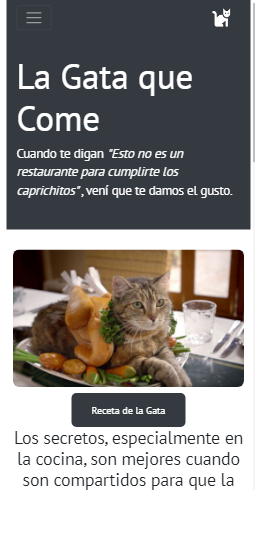 La Gata que
Come
Cuando te digan "Esto no es un
restaurante para cumplirte los
caprichitos", vení que te damos el gusto.
Receta de la Gata
Los secretos, especialmente en
la cocina, son mejores cuando
son compartidos para que la